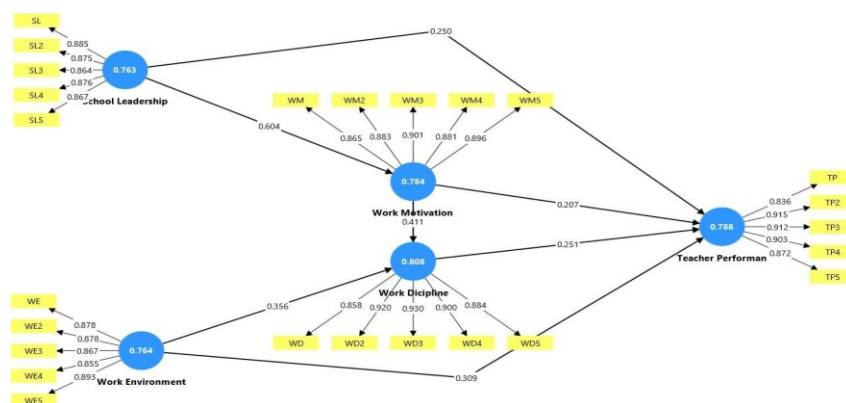 SL
SL2
SL3
SL4
SL5
0.885
0.875
0.864
0.876
0.867
0.763
School Leadership
0.250
0.604
WM
WM2
WM3
WM4
WM5
0.865
0.883
0.901
0.881
0.896
0.784
Work Motivation
0.411
0.207
0.808
Work Dicipline
0.251
0.858
0.920
0.930
0.900
0.884
WD
WD2
WD3
WD4
WD5
0.788
Teacher Performan
0.836
0.915
0.912
0.903
0.872
TP
TP2
TP3
TP4
TP5
0.356
0.309
WE
WE2
WE3
WE4
WE5
0.878
0.878
0.867
0.855
0.893
0.764
Work Environment